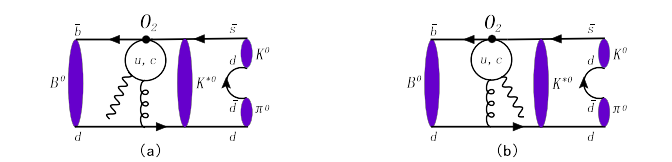 b̄ O₂ s̄ b̄ O₂ s̄
d K⁰ d K⁰
u, c u, c
B⁰ K*⁰ B⁰ K*⁰
d̄ π⁰ d̄ π⁰
d d d d
(a) (b)